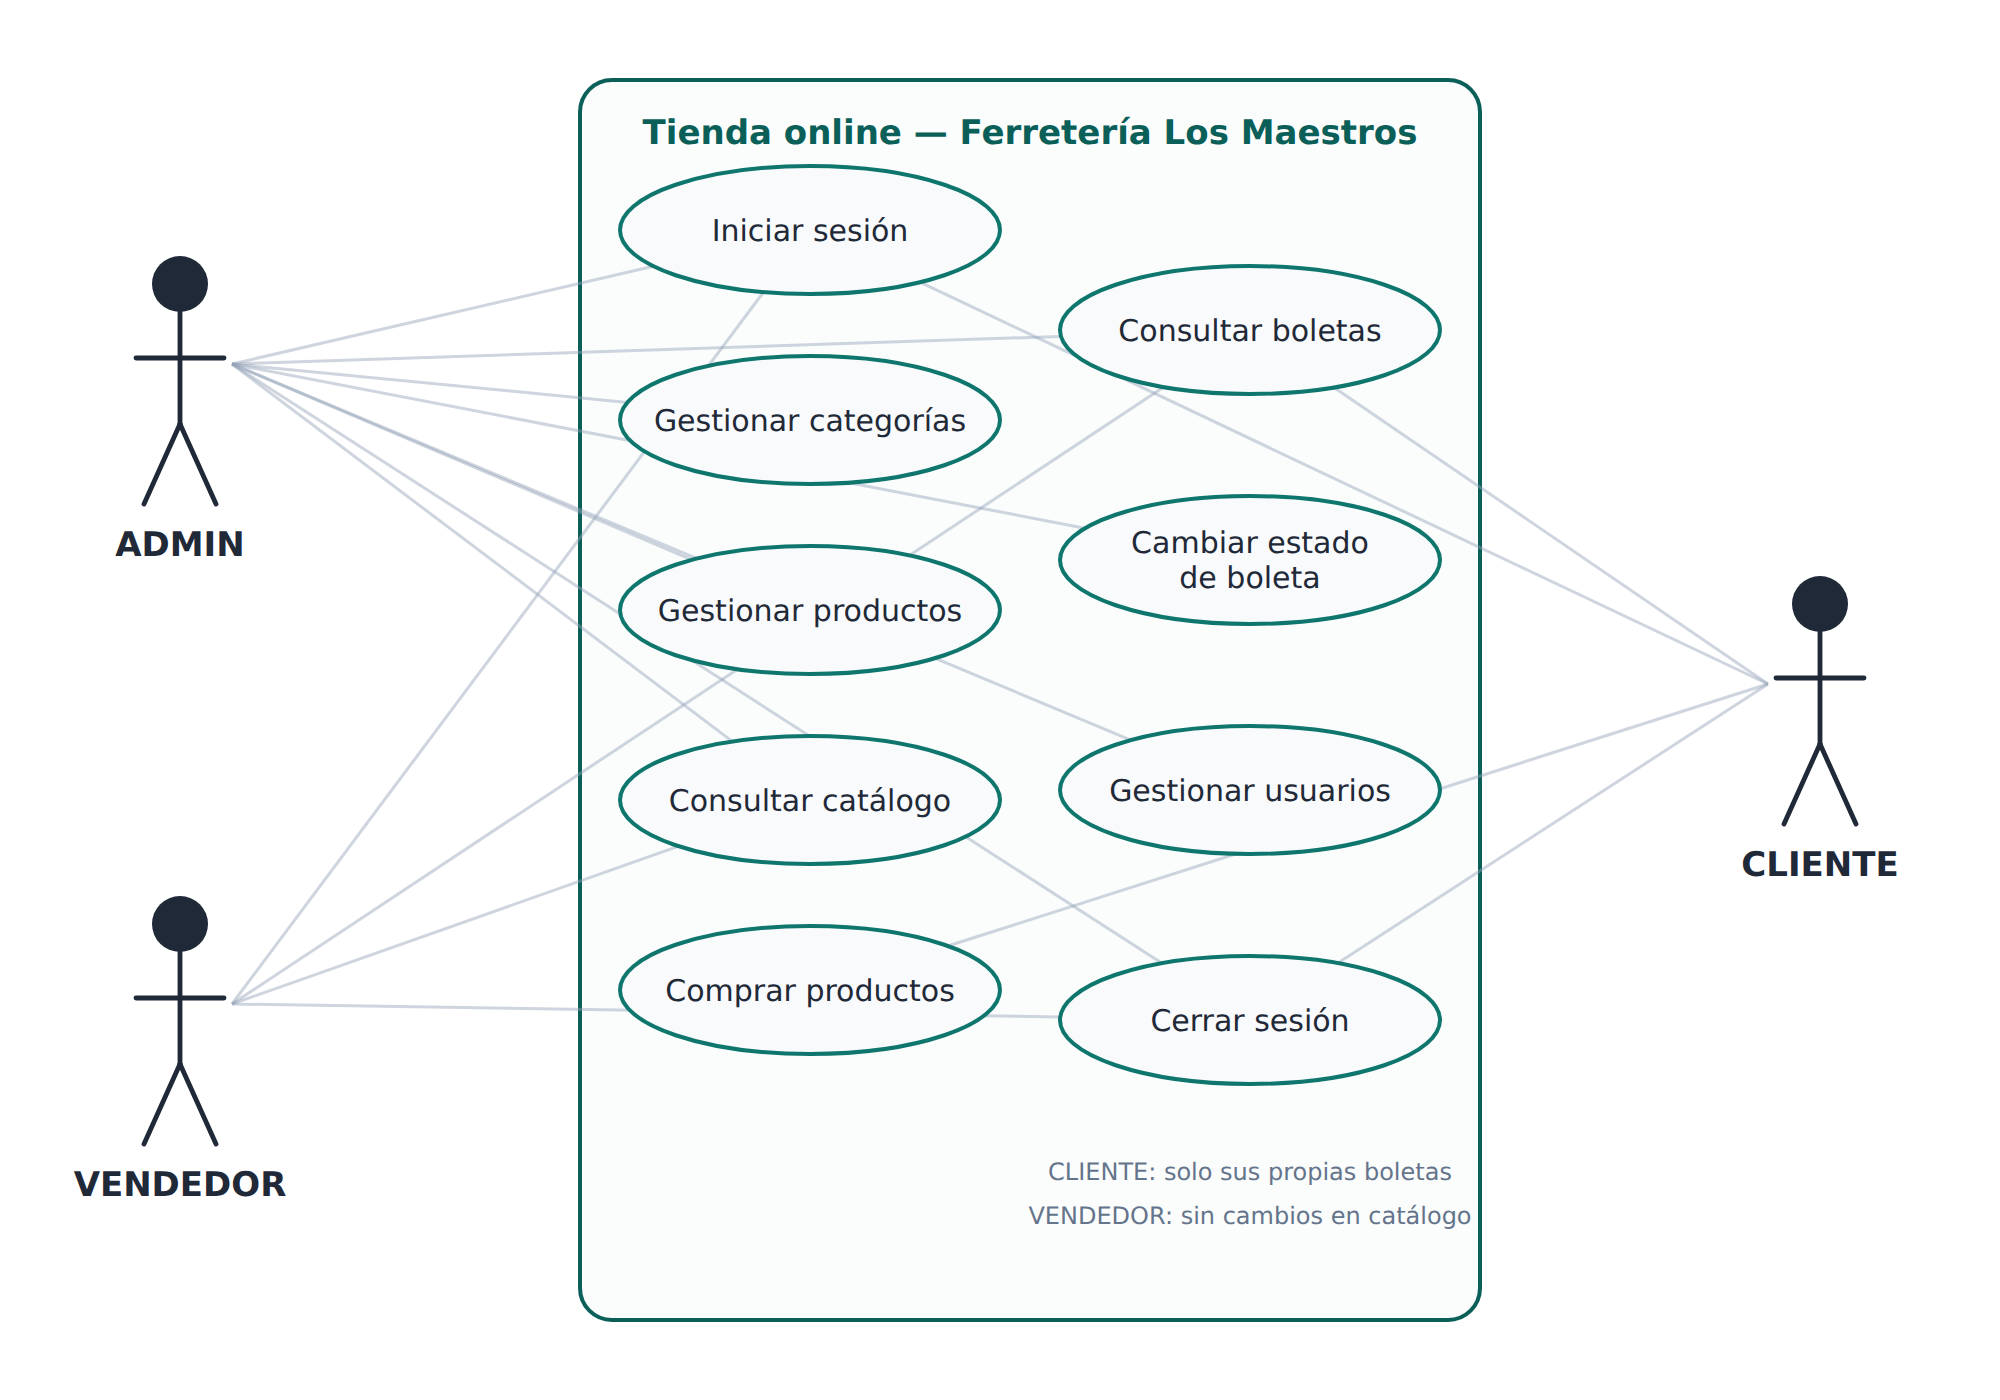 Tienda online — Ferretería Los Maestros
Iniciar sesión
Consultar boletas
Gestionar categorías
Cambiar estado
de boleta
ADMIN
Gestionar productos
Consultar catálogo
Gestionar usuarios
CLIENTE
Comprar productos
Cerrar sesión
VENDEDOR
CLIENTE: solo sus propias boletas
VENDEDOR: sin cambios en catálogo